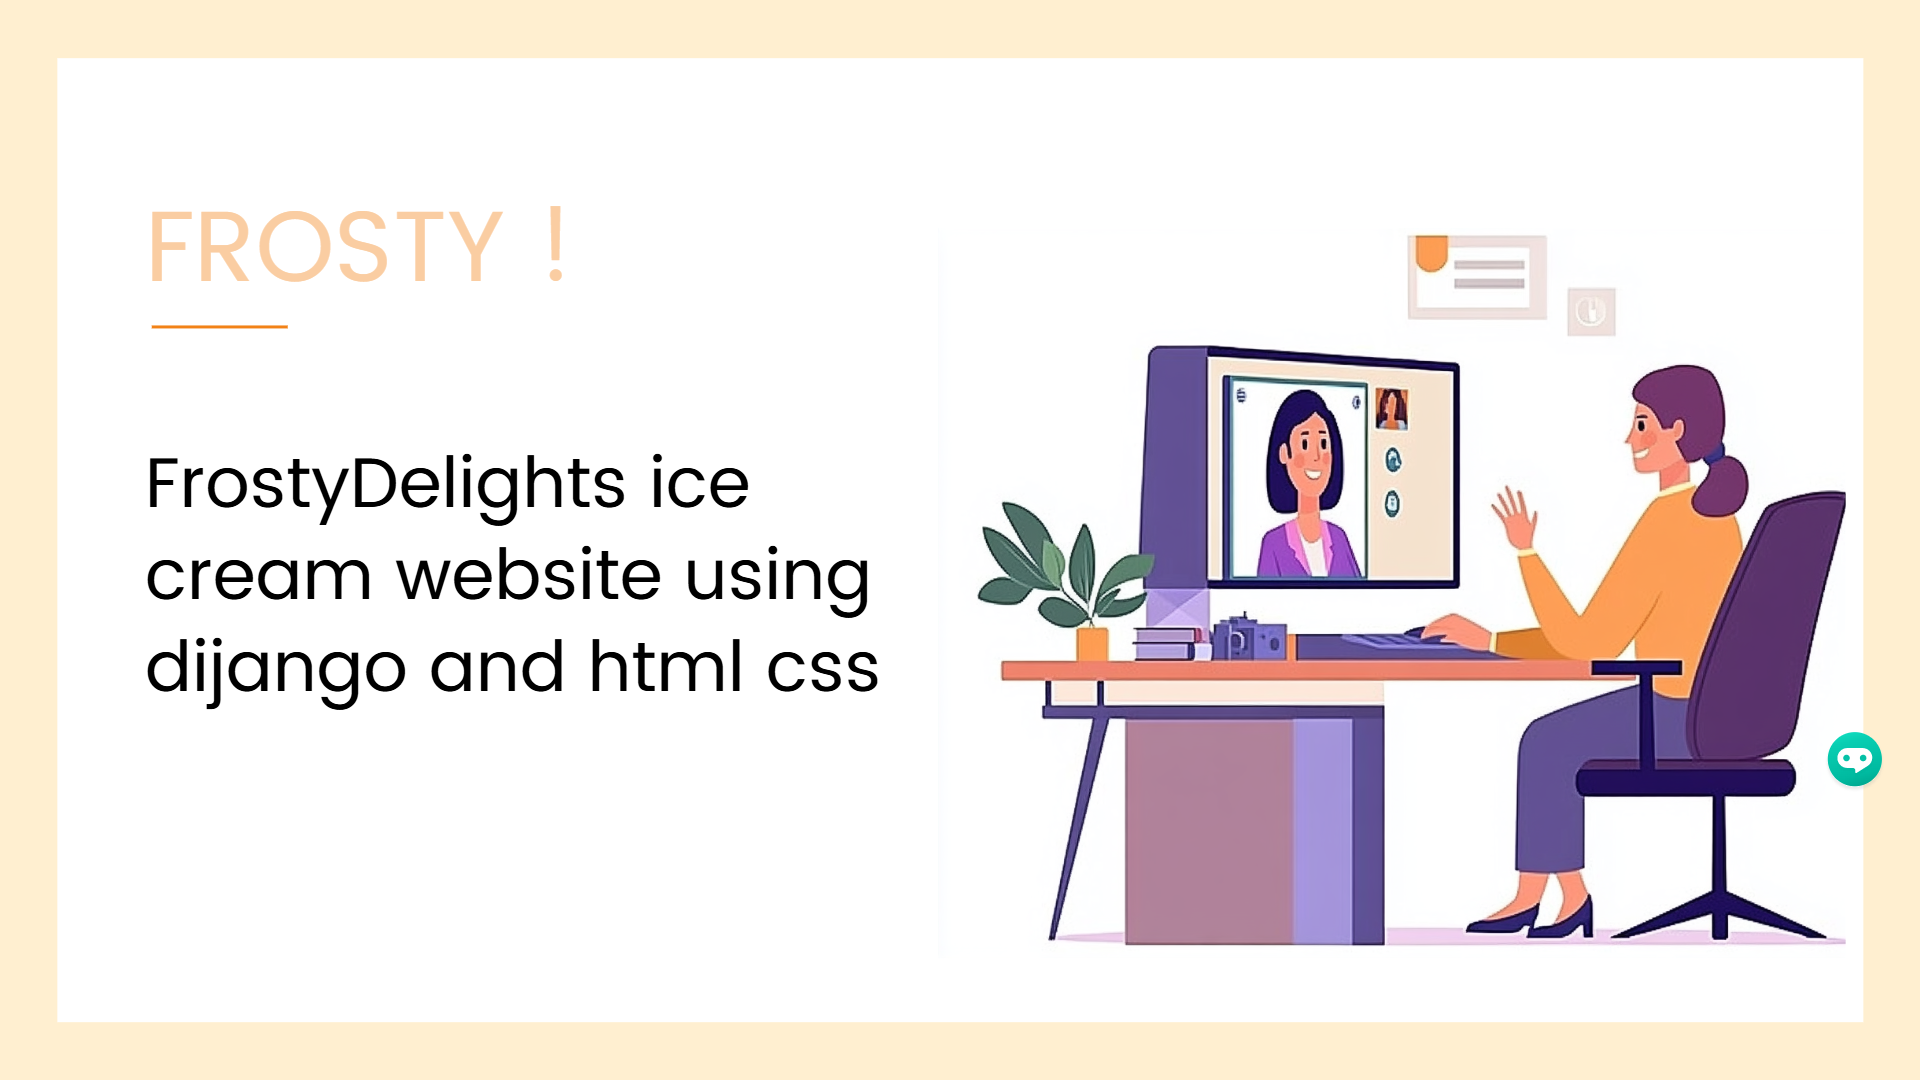 FROSTY !
FrostyDelights ice
cream website using
dijango and html css